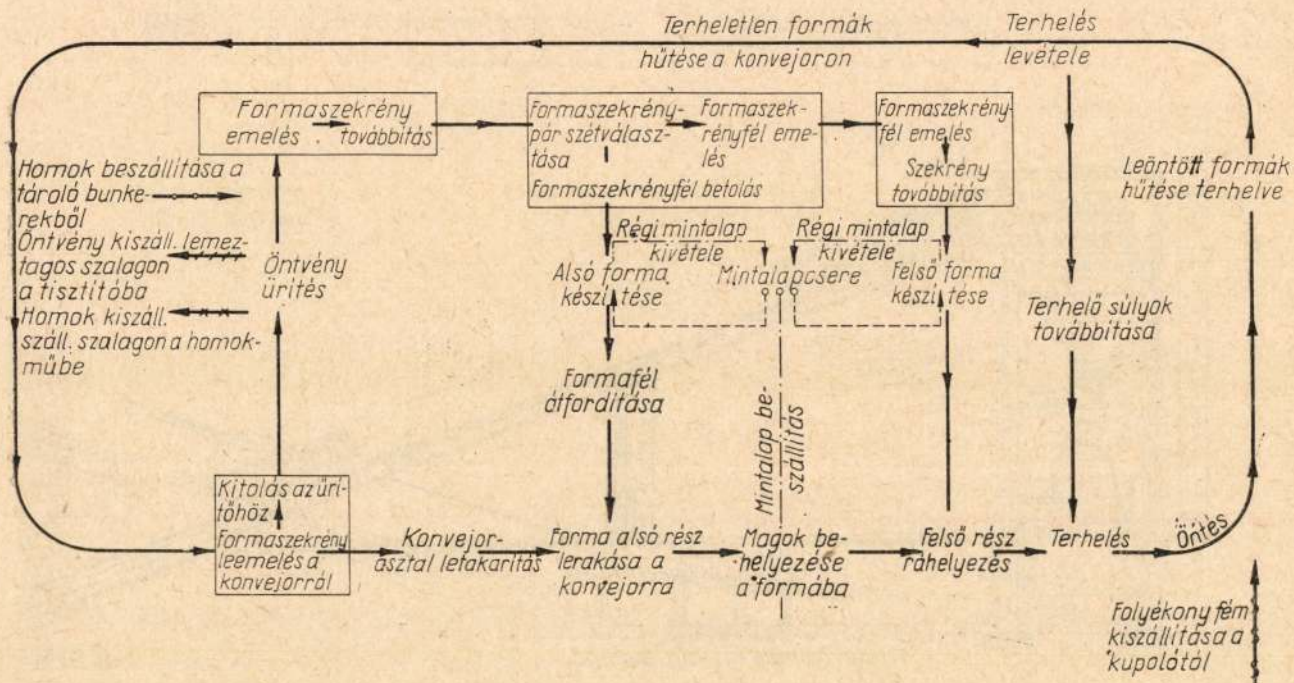 Terheletlen formák
hűtése a konvejoron
Terhelés
levétele
Formaszekrény
emelés
továbbítás
Formaszekrény-
pár szétválasz-
tása
Formaszek-
rényfél eme-
lés
Formaszekrényfél betolás
Formaszekrény-
fél emelés
Szekrény
továbbítás
Leöntött formák
hűtése terhelve
Homok beszállítása a
tároló bunke-
rekből
Öntvény kiszáll. lemez-
tagos szalagon
a tisztítóba
Homok kiszáll.
száll. szalagon a homok-
műbe
Öntvény
ürítés
Régi mintalap
kivétele
Régi mintalap
kivétele
Alsó forma
készítése
Mintalapcsere
Felső forma
készítése
Terhelő súlyok
továbbítása
Formafél
átfordítása
Mintalap be-
szállítás
Kitolás az ürí-
tőhöz
Formaszekrény
leemelés a
konvejorról
Konvejor-
asztal letakarítás
Forma alsó rész
lerakása a
konvejorra
Magok be-
helyezése
a formába
Felső rész
ráhelyezés
Terhelés
Öntés
Folyékony fém
kiszállítása a
kupolótól